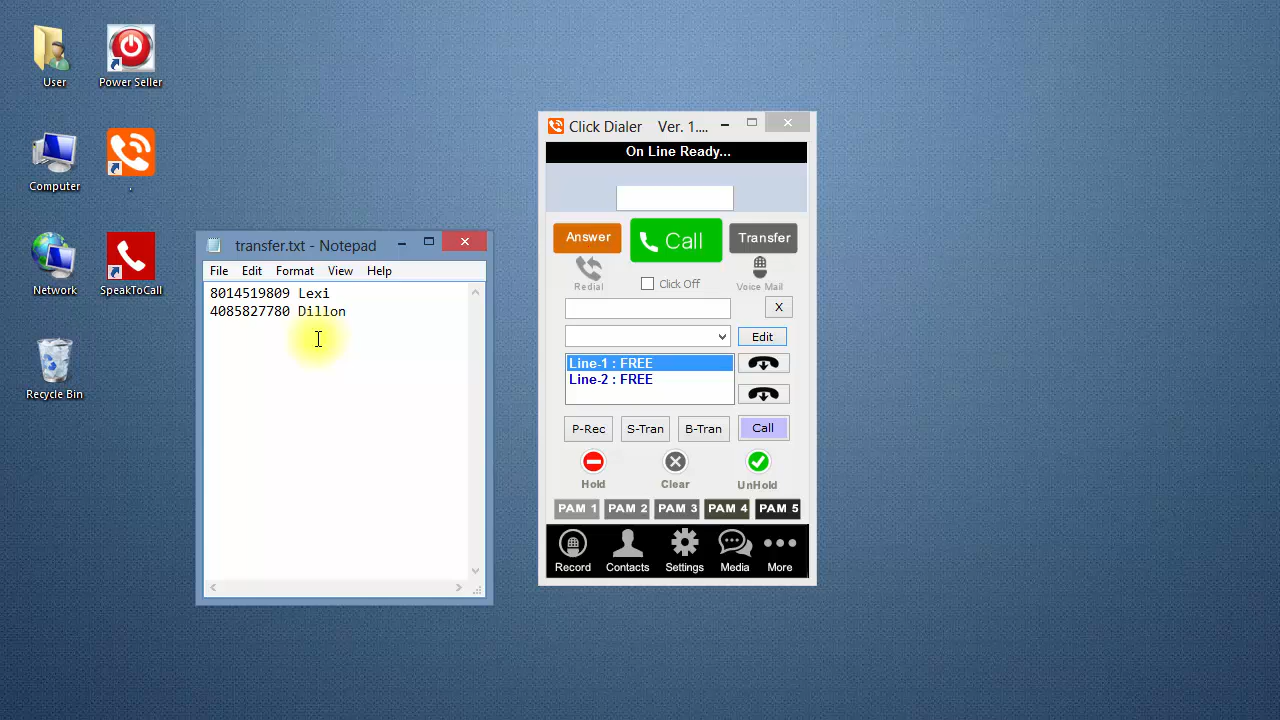 User
Power Seller
Computer
.
Network
SpeakToCall
Recycle Bin
transfer.txt - Notepad
File Edit Format View Help
8014519809 Lexi
4085827780 Dillon
Click Dialer Ver. 1....
On Line Ready...
Answer Call Transfer
Redial Click Off Voice Mail
X
Edit
Line-1 : FREE
Line-2 : FREE
P-Rec S-Tran B-Tran Call
Hold Clear UnHold
PAM 1 PAM 2 PAM 3 PAM 4 PAM 5
Record Contacts Settings Media More